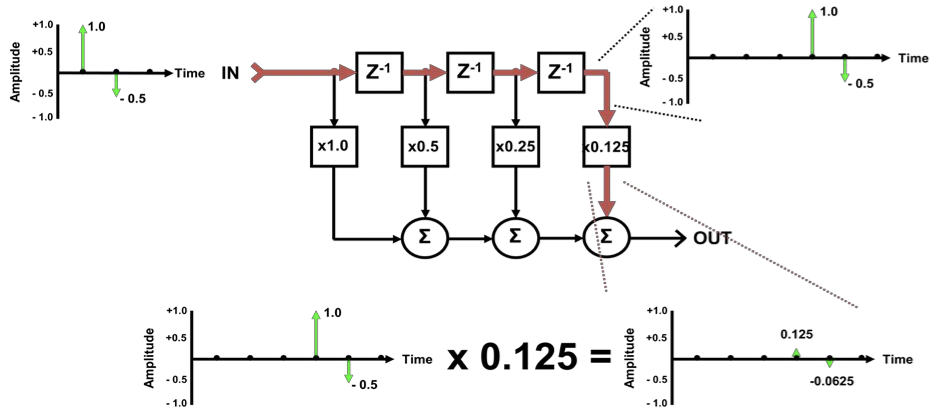 +1.0
+0.5
- 0.5
- 1.0
Amplitude
1.0
- 0.5
Time
IN
Z-1
Z-1
Z-1
+1.0
+0.5
- 0.5
- 1.0
Amplitude
1.0
- 0.5
Time
x1.0
x0.5
x0.25
x0.125
Σ
Σ
Σ
OUT
+1.0
+0.5
- 0.5
- 1.0
Amplitude
1.0
- 0.5
Time
x 0.125 =
+1.0
+0.5
- 0.5
- 1.0
Amplitude
0.125
-0.0625
Time